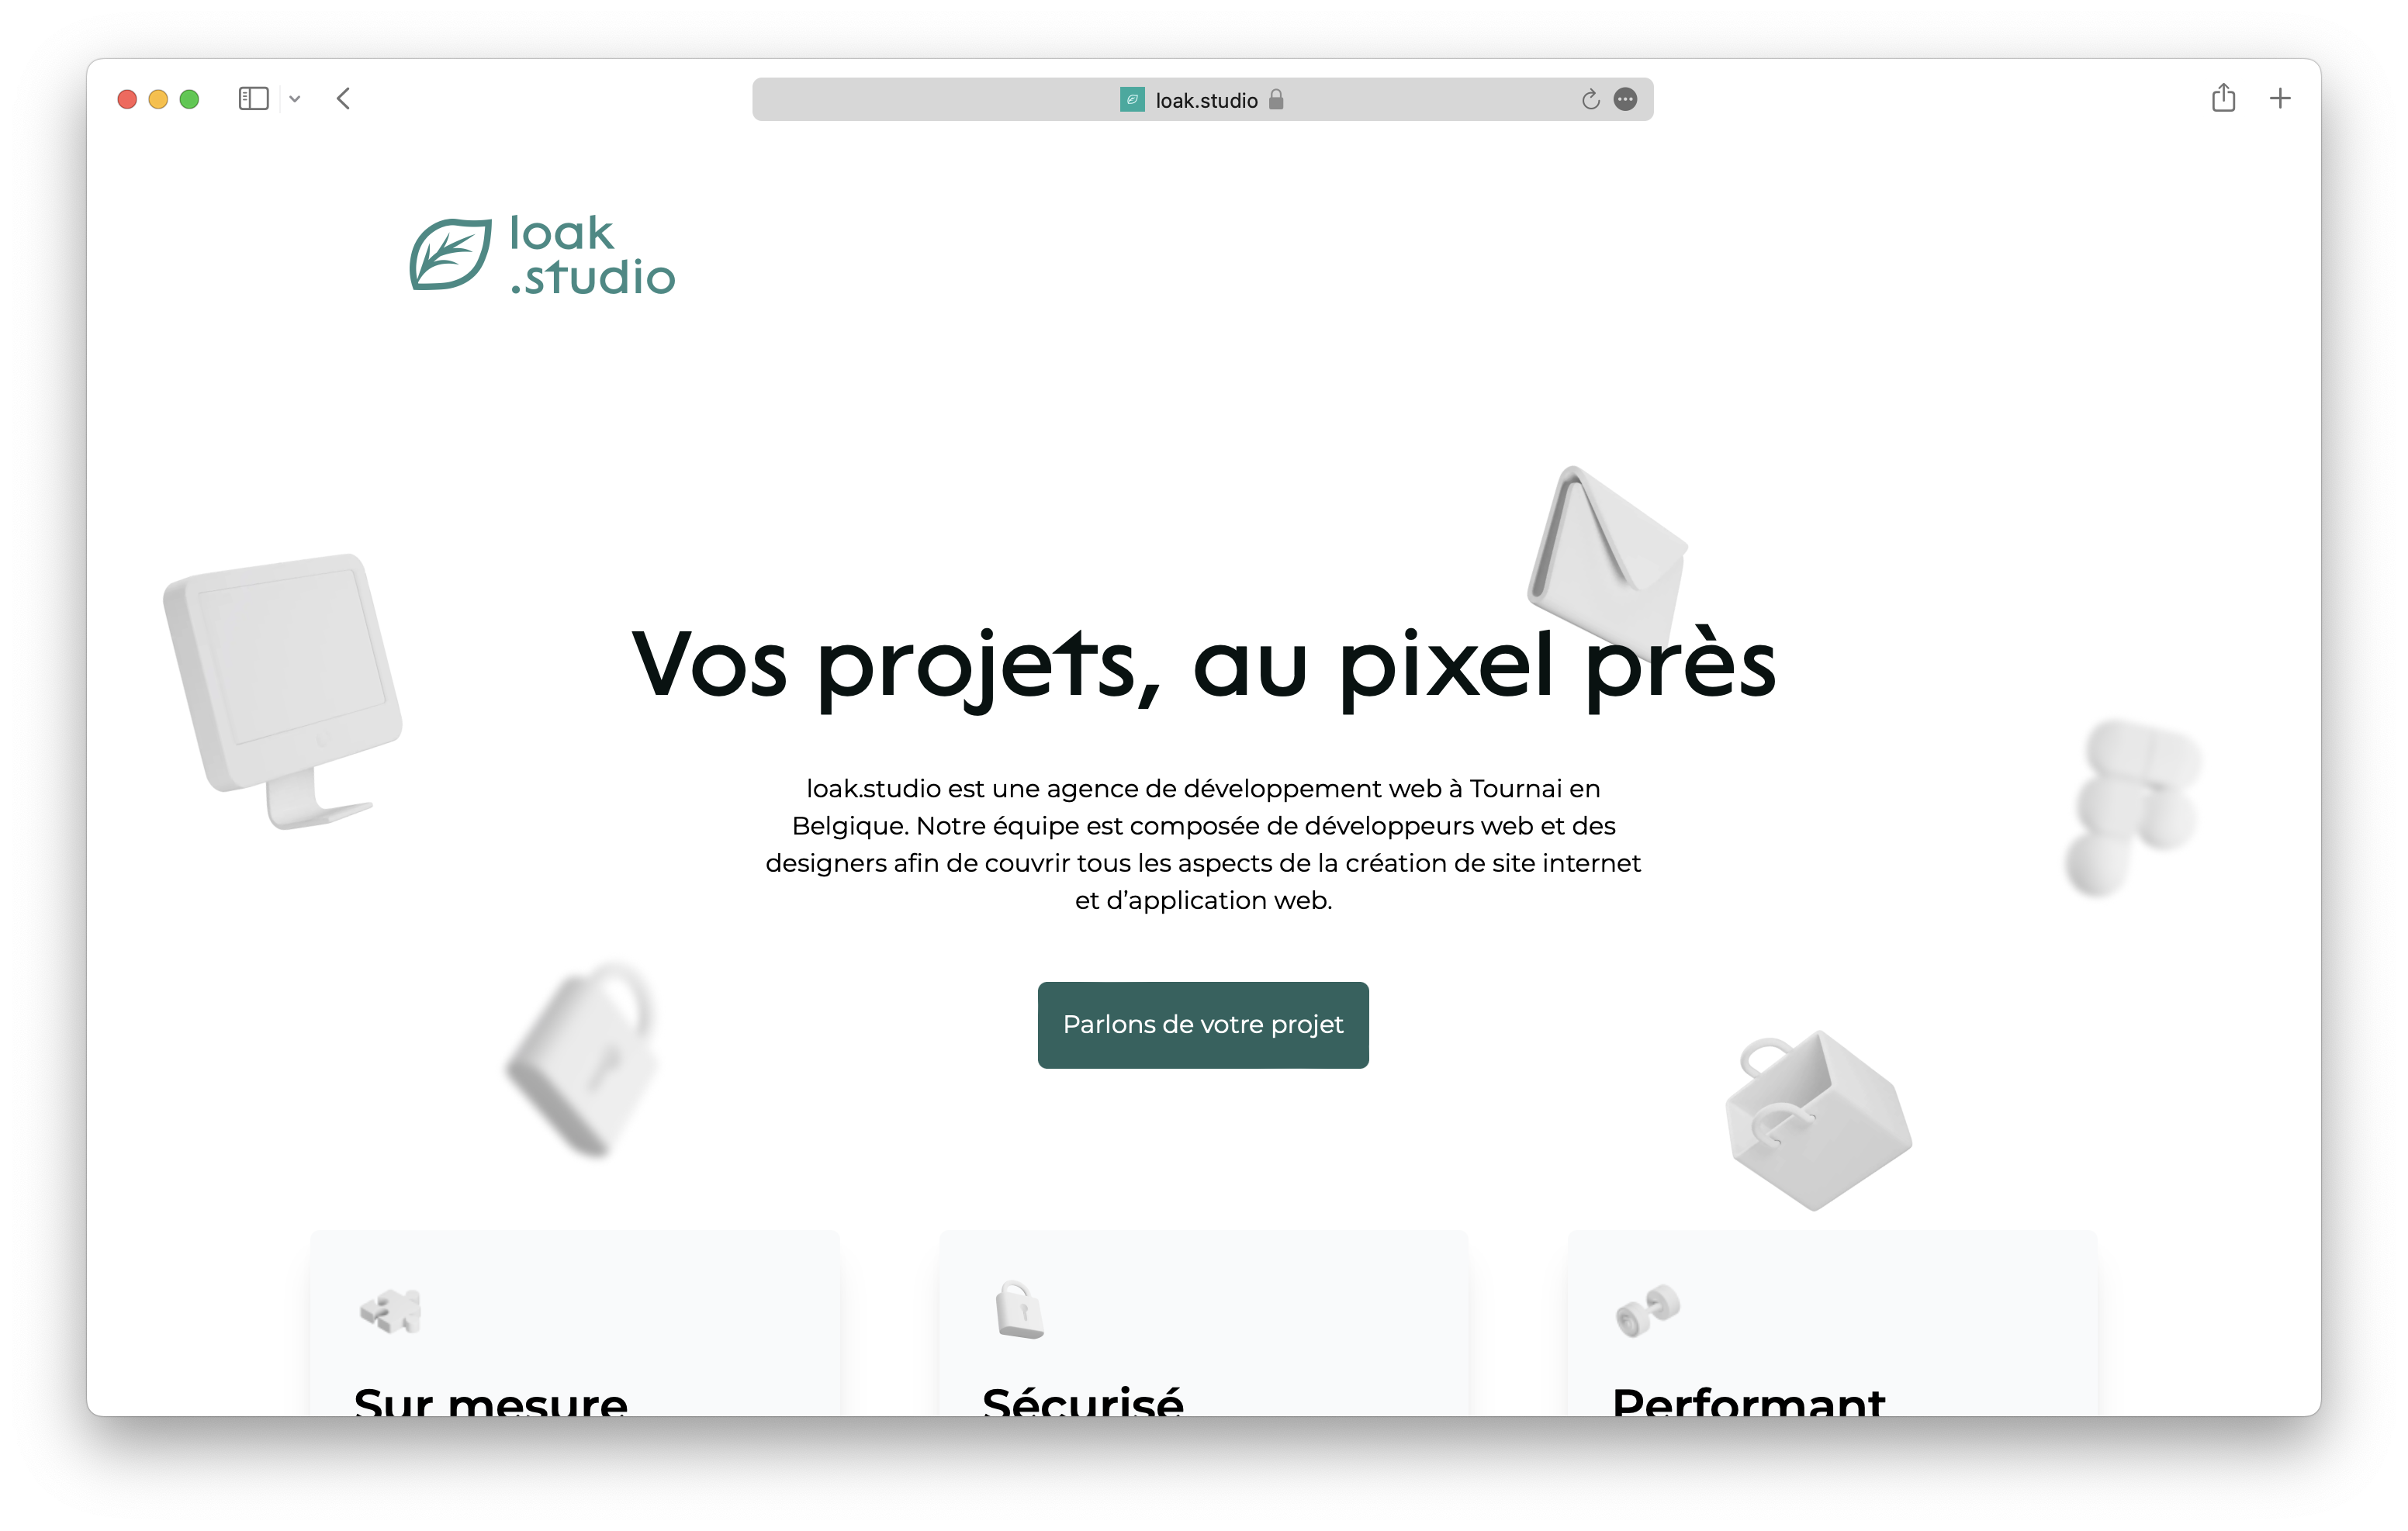 loak.studio
loak
.studio
Vos projets, au pixel près
loak.studio est une agence de développement web à Tournai en
Belgique. Notre équipe est composée de développeurs web et des
designers afin de couvrir tous les aspects de la création de site internet
et d’application web.
Parlons de votre projet
Sur mesure
Sécurisé
Performant